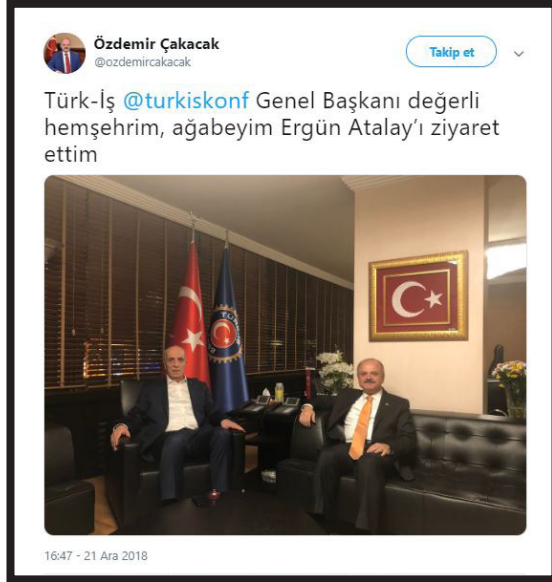 Özdemir Çakacak
@ozdemircakacak
Takip et
Türk-İş @turkiskonf Genel Başkanı değerli
hemşehrim, ağabeyim Ergün Atalay’ı ziyaret
ettim
16:47 - 21 Ara 2018